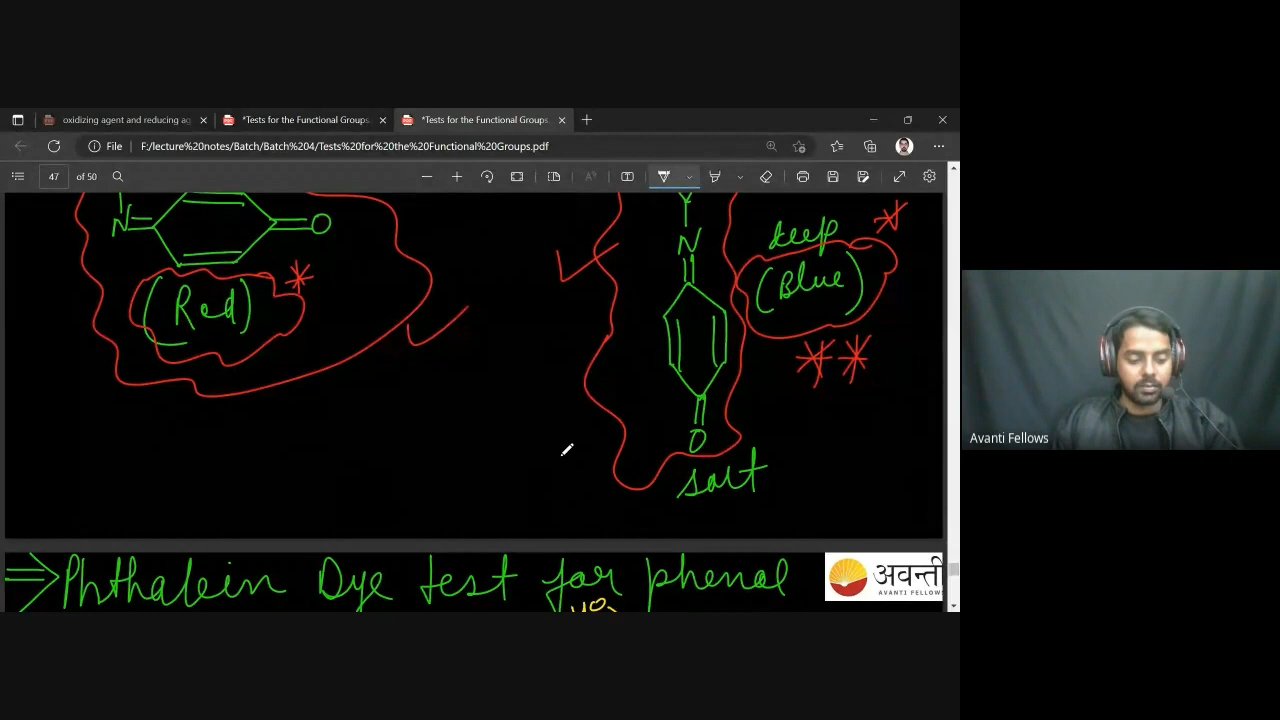 oxidizing agent and reducing ag
*Tests for the Functional Groups.
*Tests for the Functional Groups.
File
F:/lecture%20notes/Batch/Batch%204/Tests%20for%20the%20Functional%20Groups.pdf
47 of 50
N
O
(Red)
N
deep
(Blue)
O
salt
⇒ Phthalein Dye test for phenol
अवन्ती
AVANTI FELLOWS
Avanti Fellows